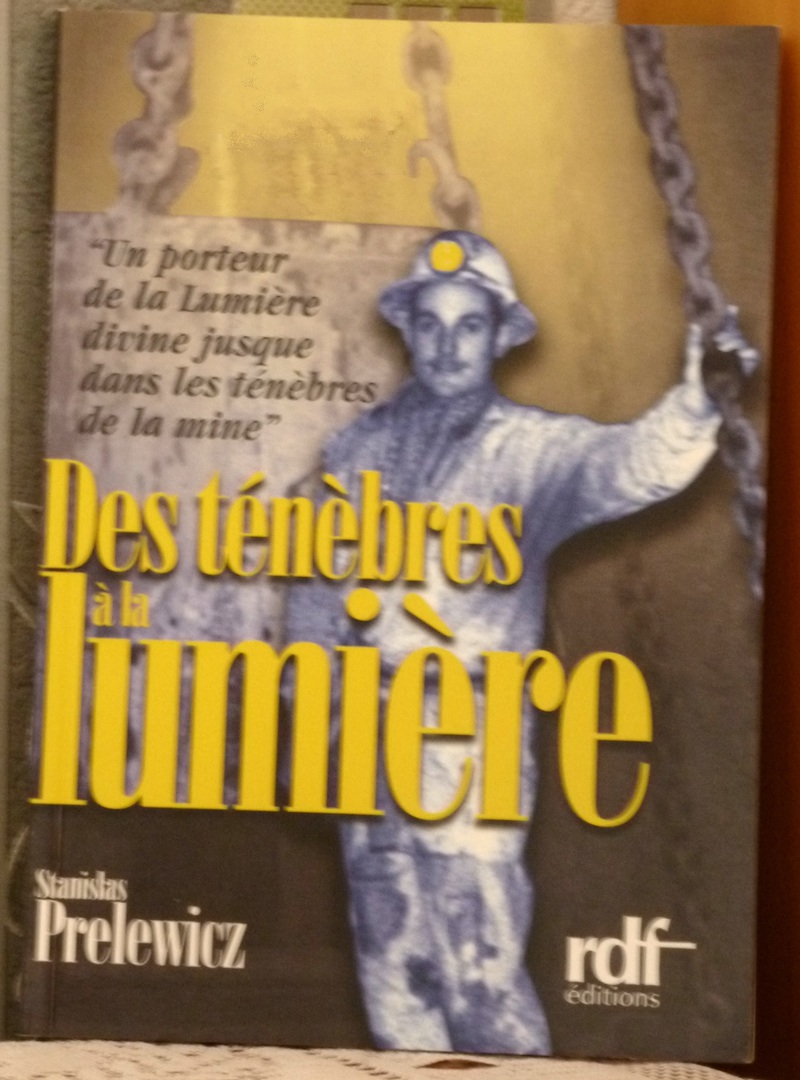 “Un porteur
de la Lumière
divine jusque
dans les ténèbres
de la mine”
Des ténèbres
à la
lumière
Stanislas
Prelewicz
rdf
éditions